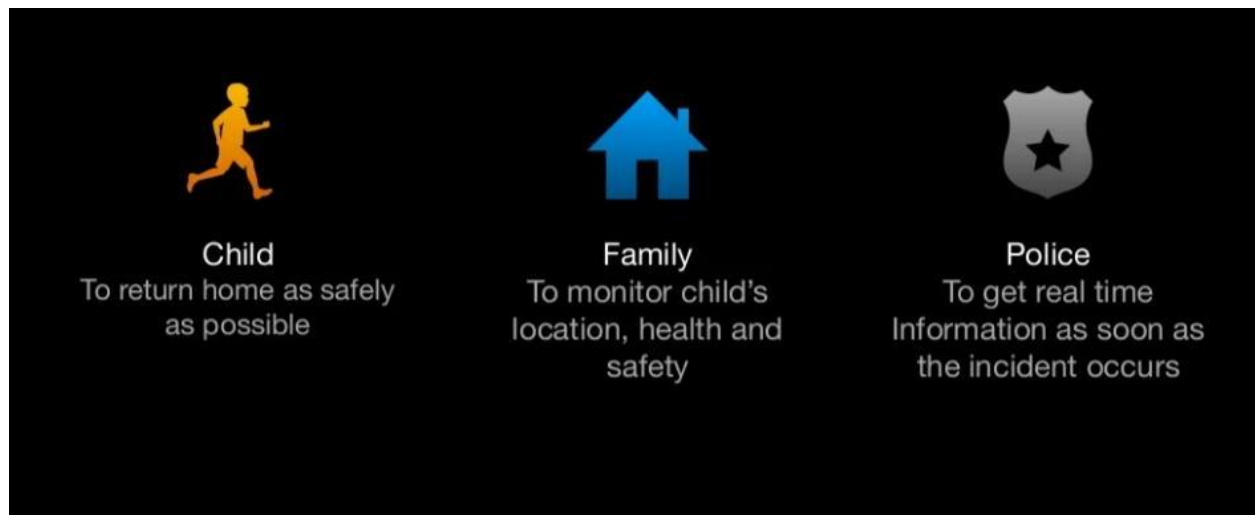 Child
To return home as safely
as possible
Family
To monitor child's
location, health and
safety
Police
To get real time
Information as soon as
the incident occurs